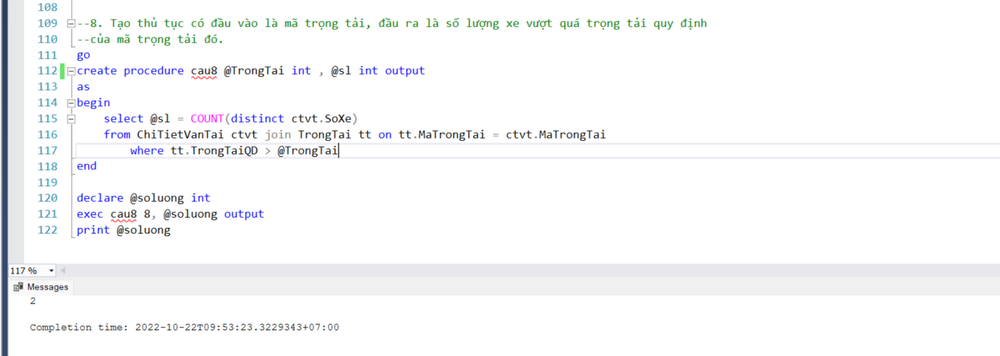 108
109 --8. Tạo thủ tục có đầu vào là mã trọng tải, đầu ra là số lượng xe vượt quá trọng tải quy định
110 --của mã trọng tải đó.
111 go
112 create procedure cau8 @TrongTai int , @sl int output
113 as
114 begin
115 select @sl = COUNT(distinct ctvt.SoXe)
116 from ChiTietVanTai ctvt join TrongTai tt on tt.MaTrongTai = ctvt.MaTrongTai
117 where tt.TrongTaiQD > @TrongTai
118 end
119
120 declare @soluong int
121 exec cau8 8, @soluong output
122 print @soluong
117 %
Messages
2
Completion time: 2022-10-22T09:53:23.3229343+07:00